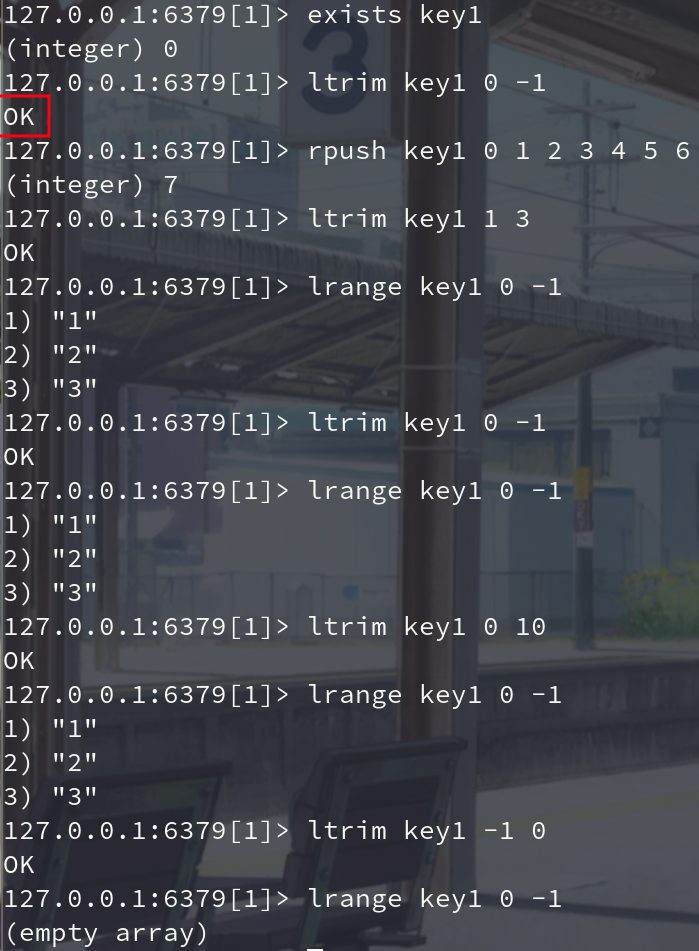 127.0.0.1:6379[1]> exists key1
(integer) 0
127.0.0.1:6379[1]> ltrim key1 0 -1
OK
127.0.0.1:6379[1]> rpush key1 0 1 2 3 4 5 6
(integer) 7
127.0.0.1:6379[1]> ltrim key1 1 3
OK
127.0.0.1:6379[1]> lrange key1 0 -1
1) "1"
2) "2"
3) "3"
127.0.0.1:6379[1]> ltrim key1 0 -1
OK
127.0.0.1:6379[1]> lrange key1 0 -1
1) "1"
2) "2"
3) "3"
127.0.0.1:6379[1]> ltrim key1 0 10
OK
127.0.0.1:6379[1]> lrange key1 0 -1
1) "1"
2) "2"
3) "3"
127.0.0.1:6379[1]> ltrim key1 -1 0
OK
127.0.0.1:6379[1]> lrange key1 0 -1
(empty array)
3